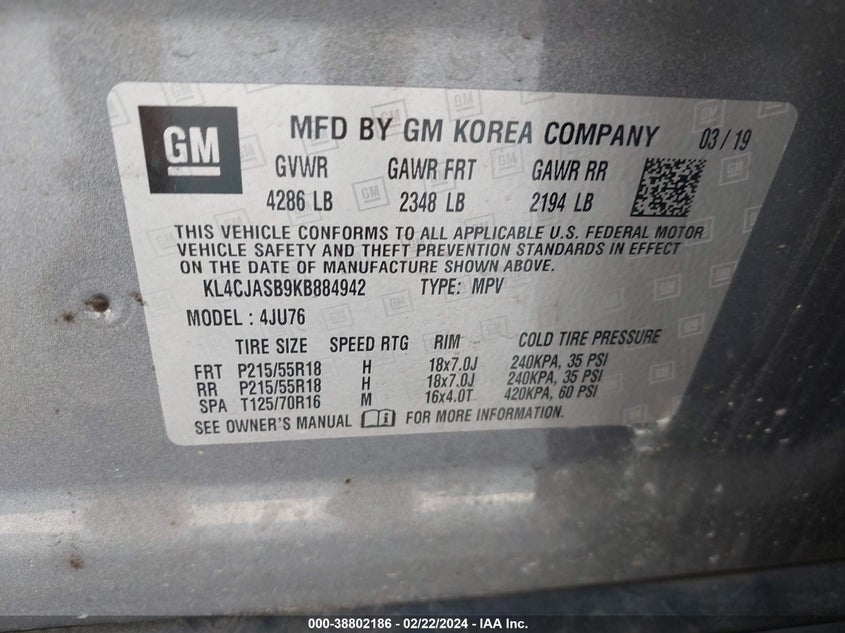 GM MFD BY GM KOREA COMPANY 03/19
GVWR GAWR FRT GAWR RR
4286 LB 2348 LB 2194 LB
THIS VEHICLE CONFORMS TO ALL APPLICABLE U.S. FEDERAL MOTOR
VEHICLE SAFETY AND THEFT PREVENTION STANDARDS IN EFFECT
ON THE DATE OF MANUFACTURE SHOWN ABOVE.
KL4CJASB9KB884942 TYPE: MPV
MODEL : 4JU76
TIRE SIZE SPEED RTG RIM COLD TIRE PRESSURE
FRT P215/55R18 H 18x7.0J 240KPA, 35 PSI
RR P215/55R18 H 18x7.0J 240KPA, 35 PSI
SPA T125/70R16 M 16x4.0T 420KPA, 60 PSI
SEE OWNER'S MANUAL FOR MORE INFORMATION.
000-38802186 - 02/22/2024 - IAA Inc.